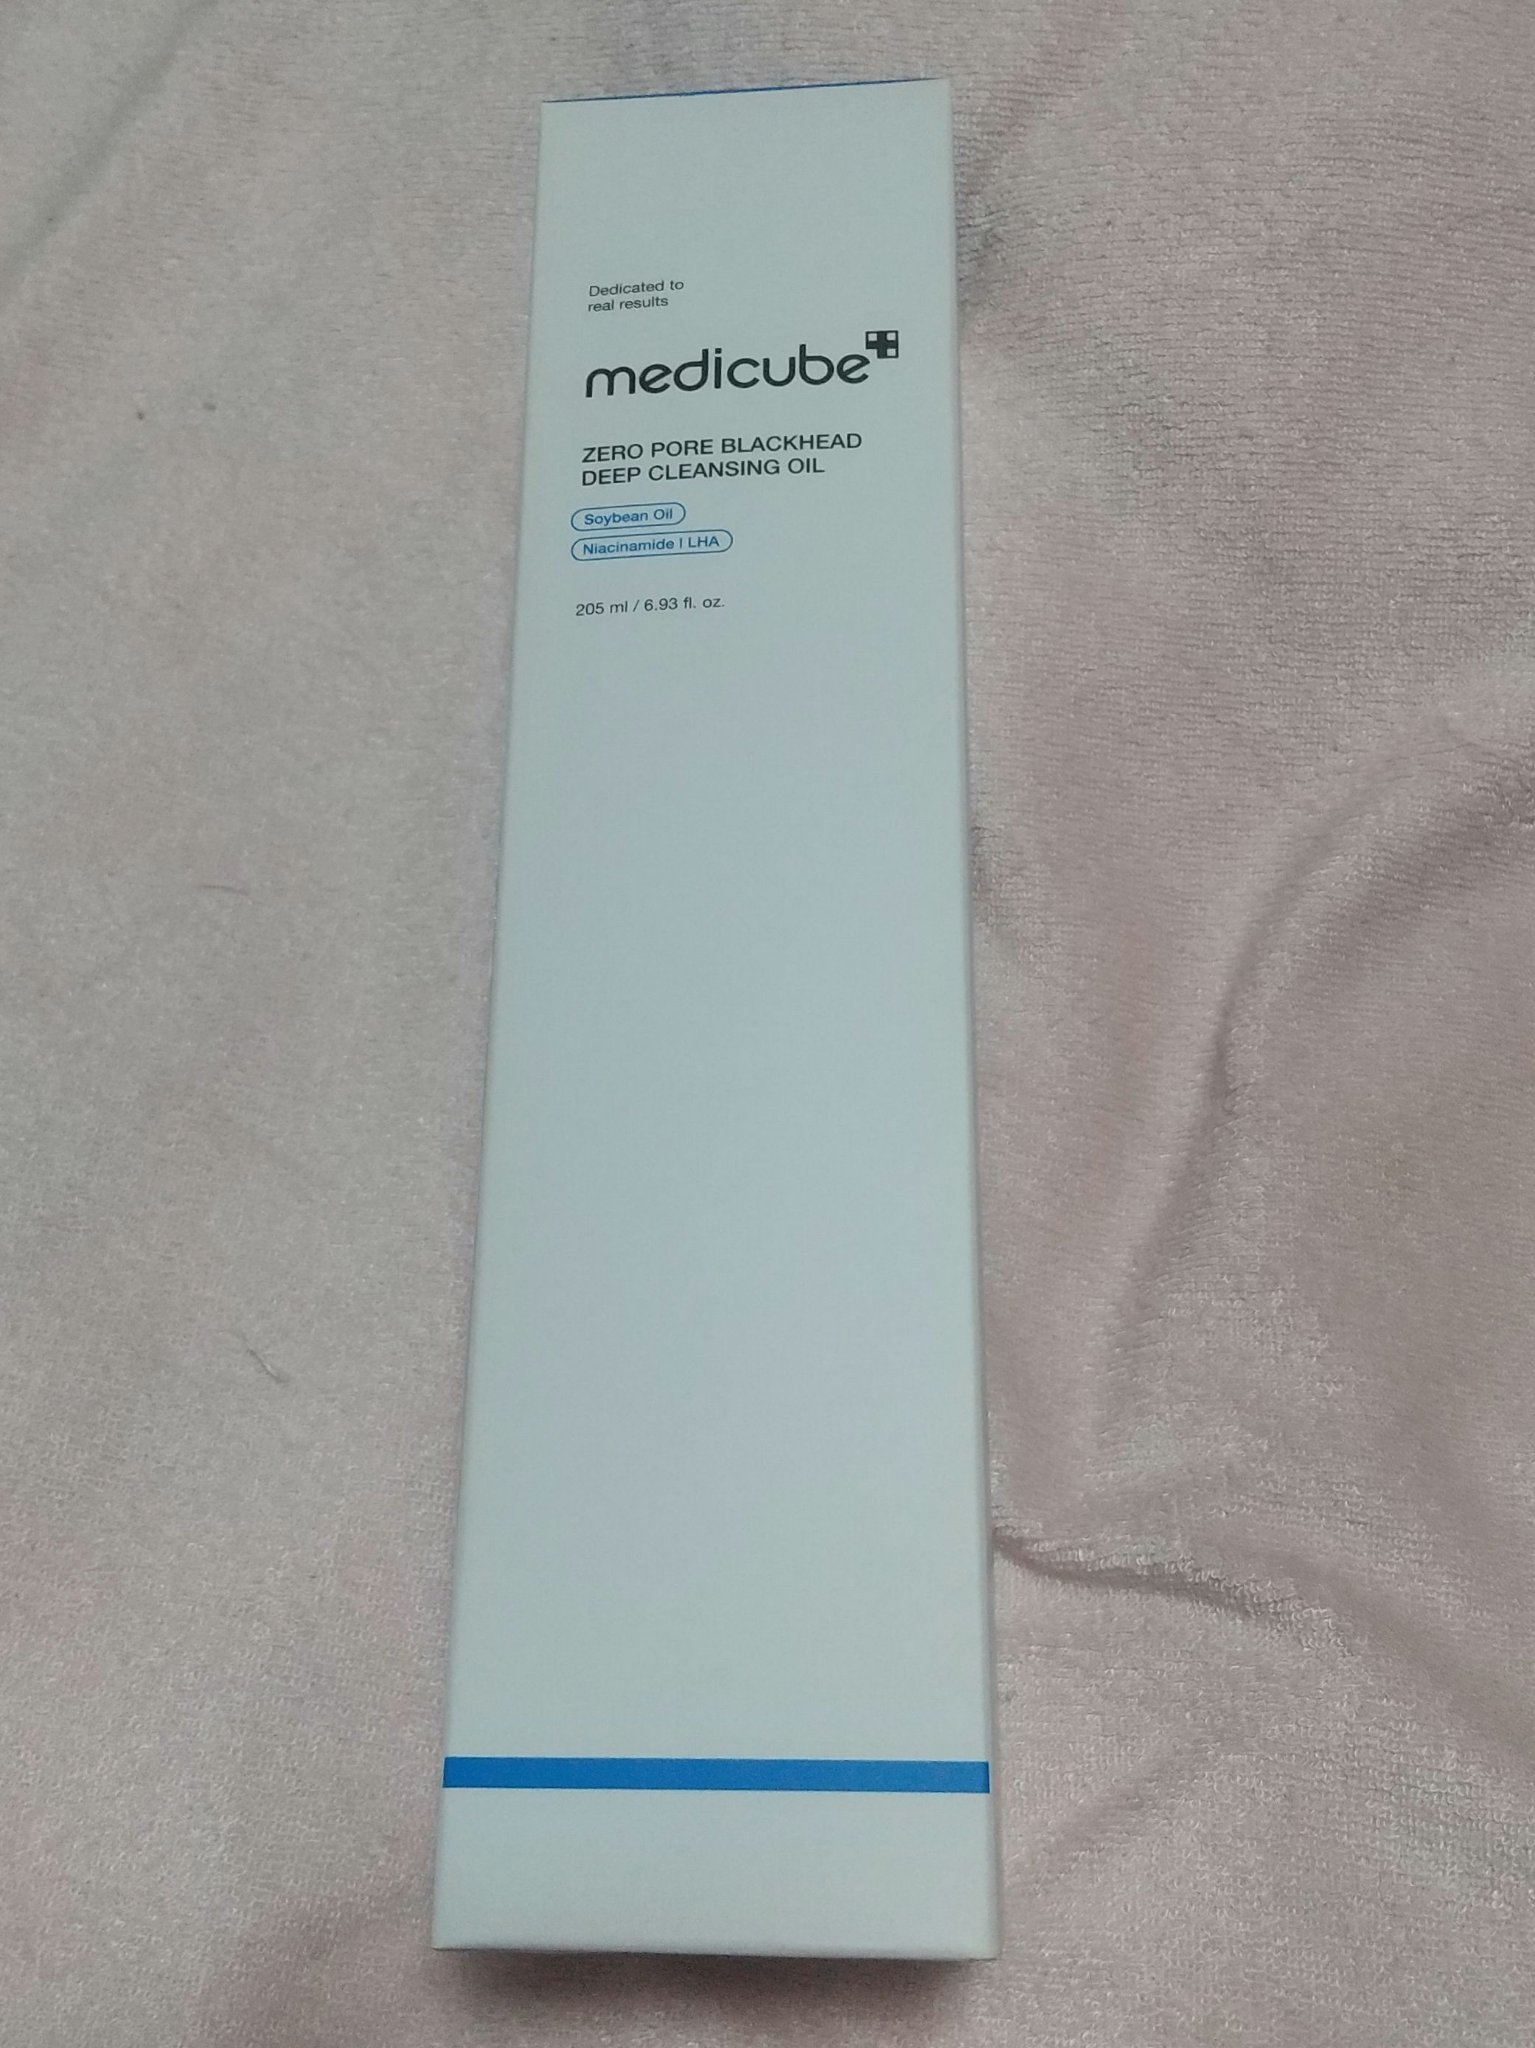 Dedicated to
real results
medicube
ZERO PORE BLACKHEAD
DEEP CLEANSING OIL
Soybean Oil
Niacinamide | LHA
205 ml / 6.93 fl. oz.